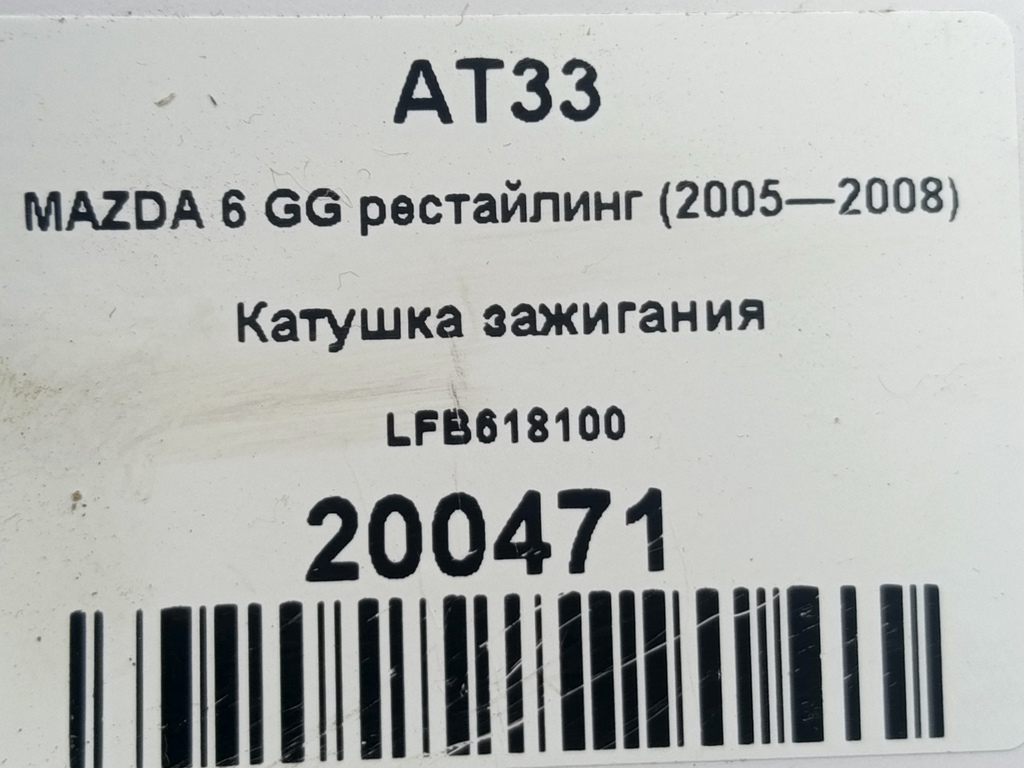 AT33
MAZDA 6 GG рестайлинг (2005—2008)
Катушка зажигания
LFB618100
200471